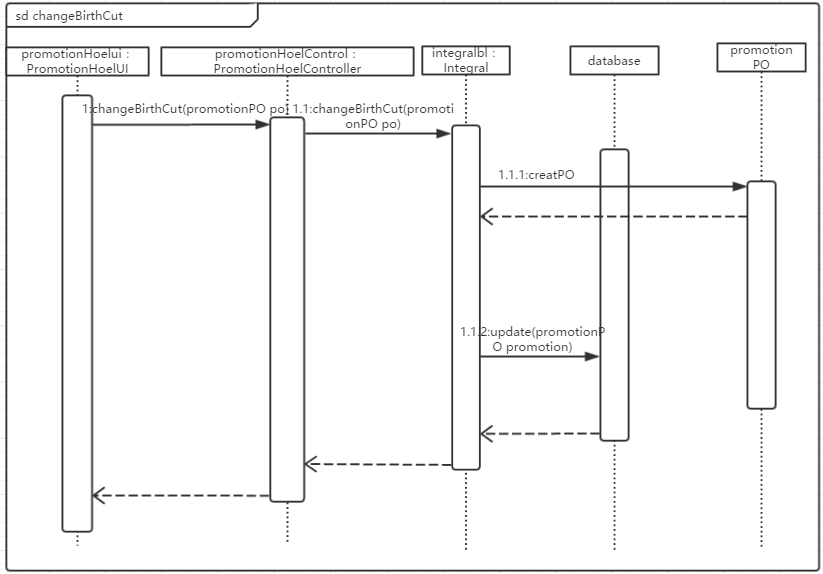 sd changeBirthCut
promotionHoelui :
PromotionHoelUI
promotionHoelControl :
PromotionHoelController
integralbl :
Integral
database
promotion
PO
1:changeBirthCut(promotionPO po)
1.1:changeBirthCut(promoti
onPO po)
1.1.1:creatPO
1.1.2:update(promotionP
O promotion)